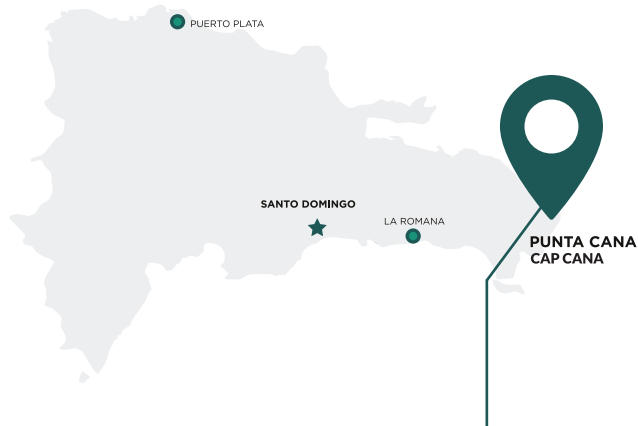 PUERTO PLATA
SANTO DOMINGO
LA ROMANA
PUNTA CANA
CAP CANA